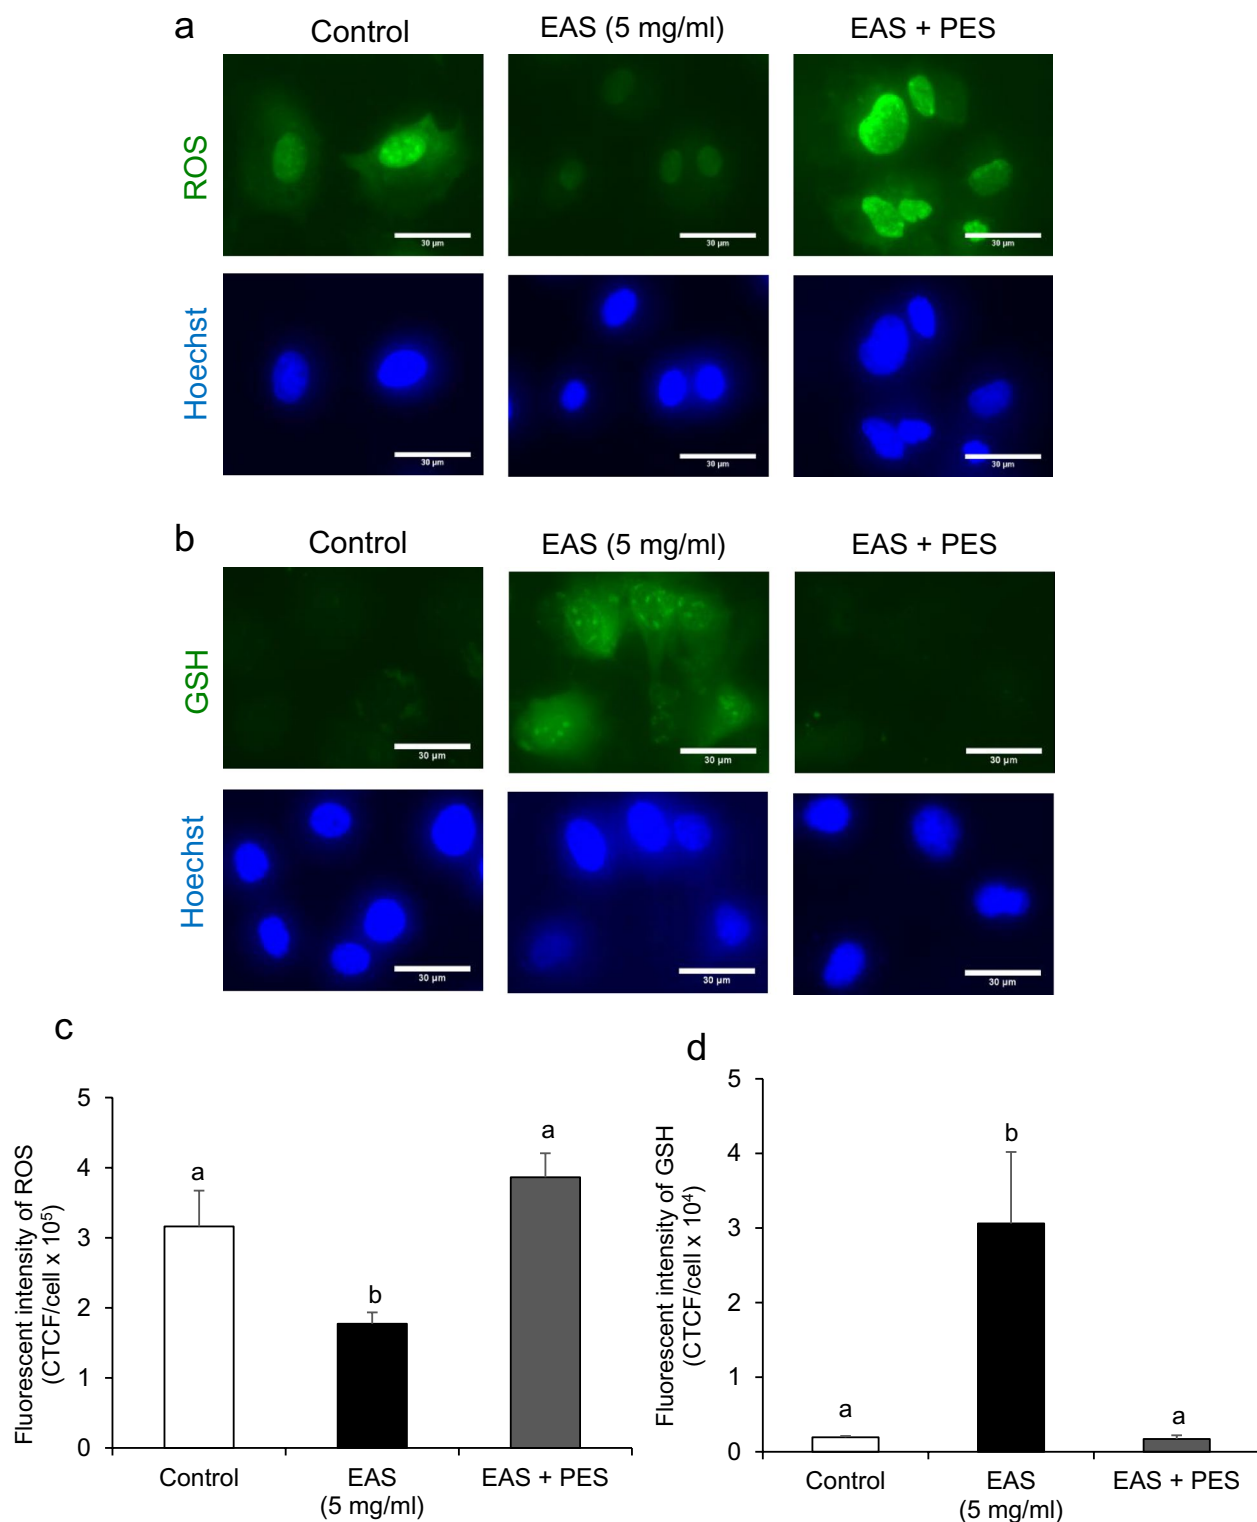 a
Control
EAS (5 mg/ml)
EAS + PES
ROS
30 µm
30 µm
30 µm
Hoechst
30 µm
30 µm
30 µm
b
Control
EAS (5 mg/ml)
EAS + PES
GSH
30 µm
30 µm
30 µm
Hoechst
30 µm
30 µm
30 µm
c
Fluorescent intensity of ROS
(CTCF/cell x 10⁵)
5
4
3
2
1
0
a
b
a
Control
EAS
(5 mg/ml)
EAS + PES
d
Fluorescent intensity of GSH
(CTCF/cell x 10⁴)
5
4
3
2
1
0
a
b
a
Control
EAS
(5 mg/ml)
EAS + PES